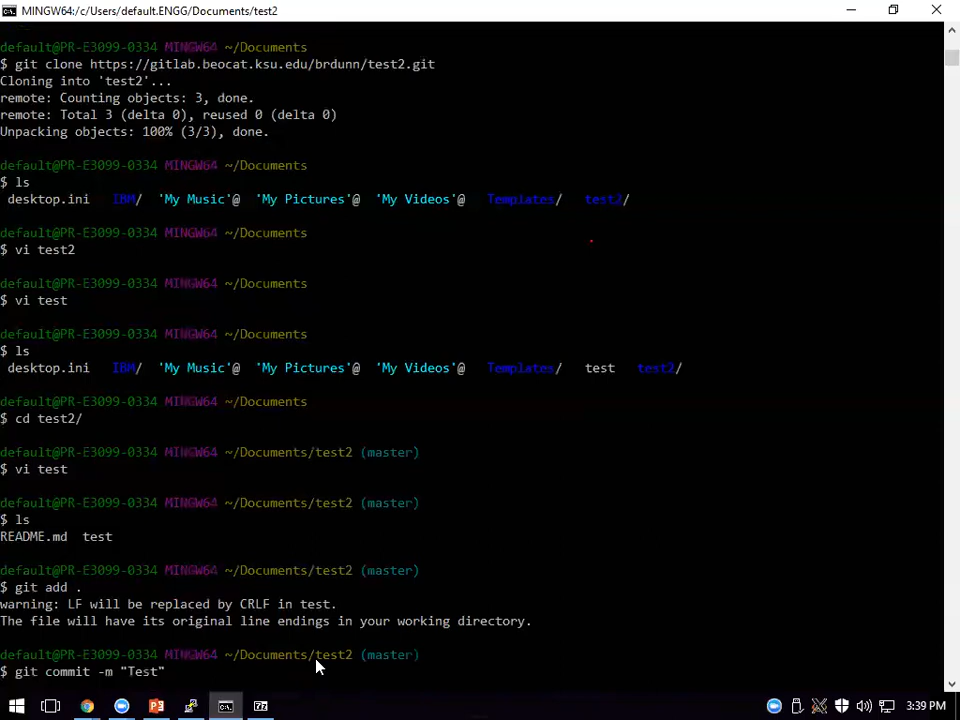 MINGW64:/c/Users/default.ENGG/Documents/test2
default@PR-E3099-0334 MINGW64 ~/Documents
$ git clone https://gitlab.beocat.ksu.edu/brdunn/test2.git
Cloning into 'test2'...
remote: Counting objects: 3, done.
remote: Total 3 (delta 0), reused 0 (delta 0)
Unpacking objects: 100% (3/3), done.
default@PR-E3099-0334 MINGW64 ~/Documents
$ ls
desktop.ini IBM/ 'My Music'@ 'My Pictures'@ 'My Videos'@ Templates/ test2/
default@PR-E3099-0334 MINGW64 ~/Documents
$ vi test2
default@PR-E3099-0334 MINGW64 ~/Documents
$ vi test
default@PR-E3099-0334 MINGW64 ~/Documents
$ ls
desktop.ini IBM/ 'My Music'@ 'My Pictures'@ 'My Videos'@ Templates/ test test2/
default@PR-E3099-0334 MINGW64 ~/Documents
$ cd test2/
default@PR-E3099-0334 MINGW64 ~/Documents/test2 (master)
$ vi test
default@PR-E3099-0334 MINGW64 ~/Documents/test2 (master)
$ ls
README.md test
default@PR-E3099-0334 MINGW64 ~/Documents/test2 (master)
$ git add .
warning: LF will be replaced by CRLF in test.
The file will have its original line endings in your working directory.
default@PR-E3099-0334 MINGW64 ~/Documents/test2 (master)
$ git commit -m "Test"
3:39 PM